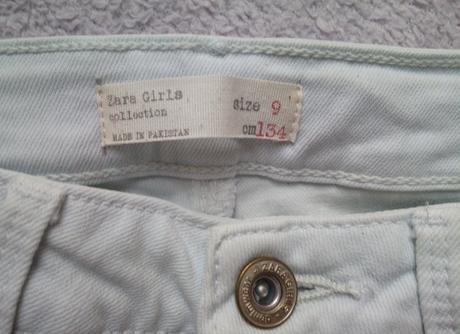 Zara Girls
collection
MADE IN PAKISTAN
size 9
cm134